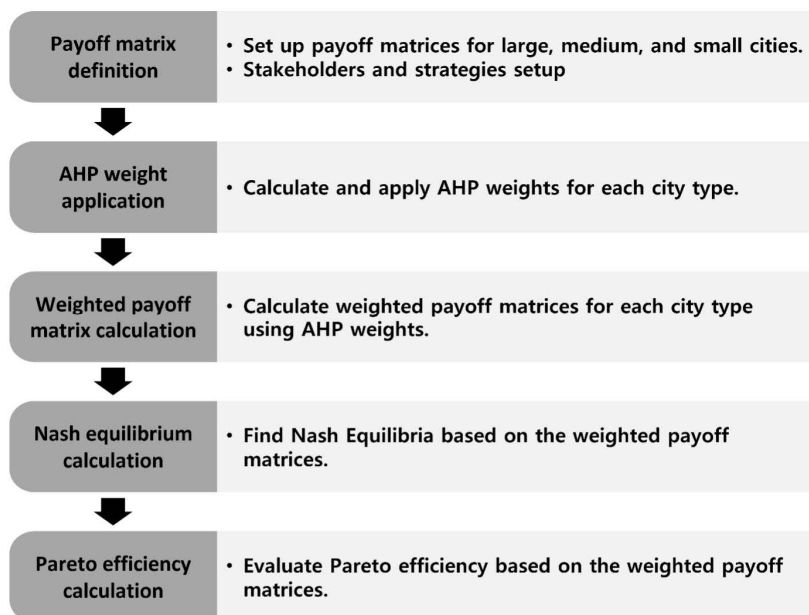 Payoff matrix
definition
• Set up payoff matrices for large, medium, and small cities.
• Stakeholders and strategies setup
AHP weight
application
• Calculate and apply AHP weights for each city type.
Weighted payoff
matrix calculation
• Calculate weighted payoff matrices for each city type
using AHP weights.
Nash equilibrium
calculation
• Find Nash Equilibria based on the weighted payoff
matrices.
Pareto efficiency
calculation
• Evaluate Pareto efficiency based on the weighted payoff
matrices.